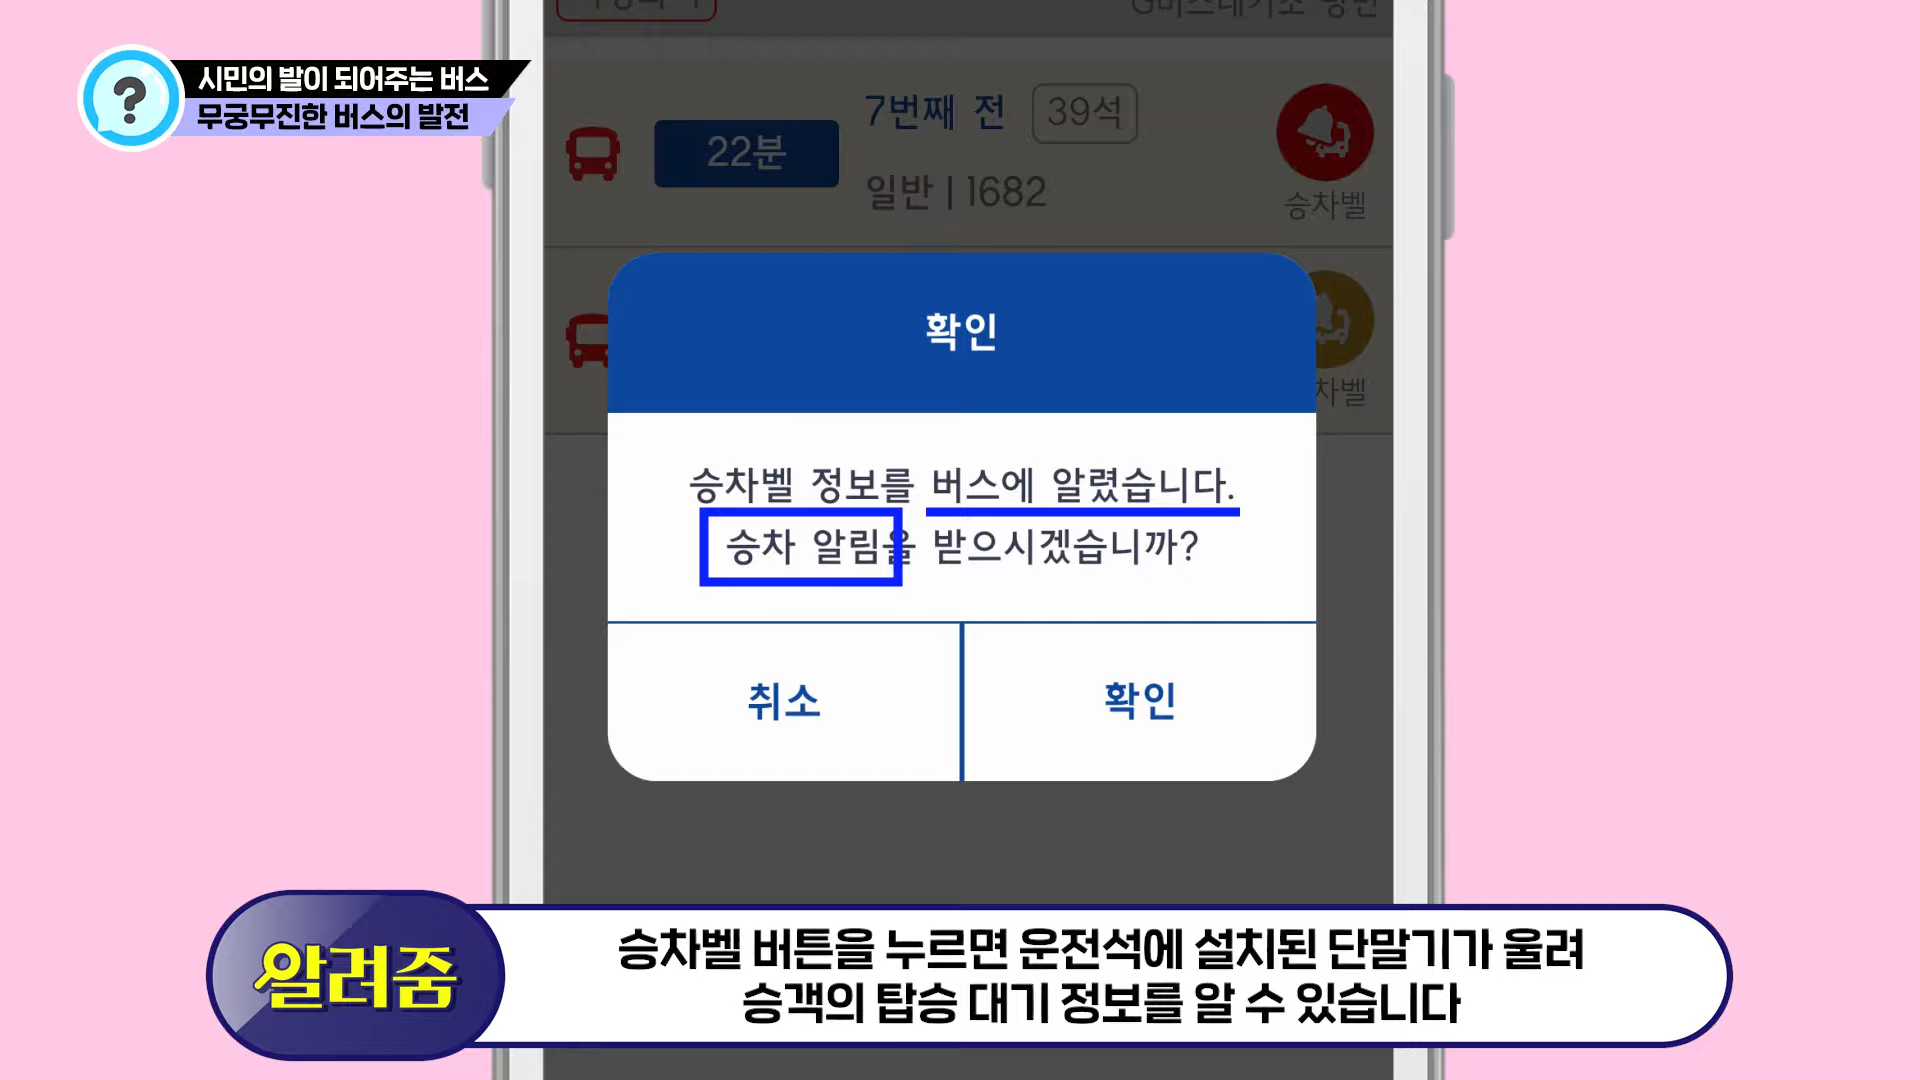 시민의 발이 되어주는 버스
무궁무진한 버스의 발전
22분
7번째 전
39석
일반 | 1682
승차벨
차벨
확인
승차벨 정보를 버스에 알렸습니다.
승차 알림을 받으시겠습니까?
취소
확인
알려줌
승차벨 버튼을 누르면 운전석에 설치된 단말기가 울려
승객의 탑승 대기 정보를 알 수 있습니다